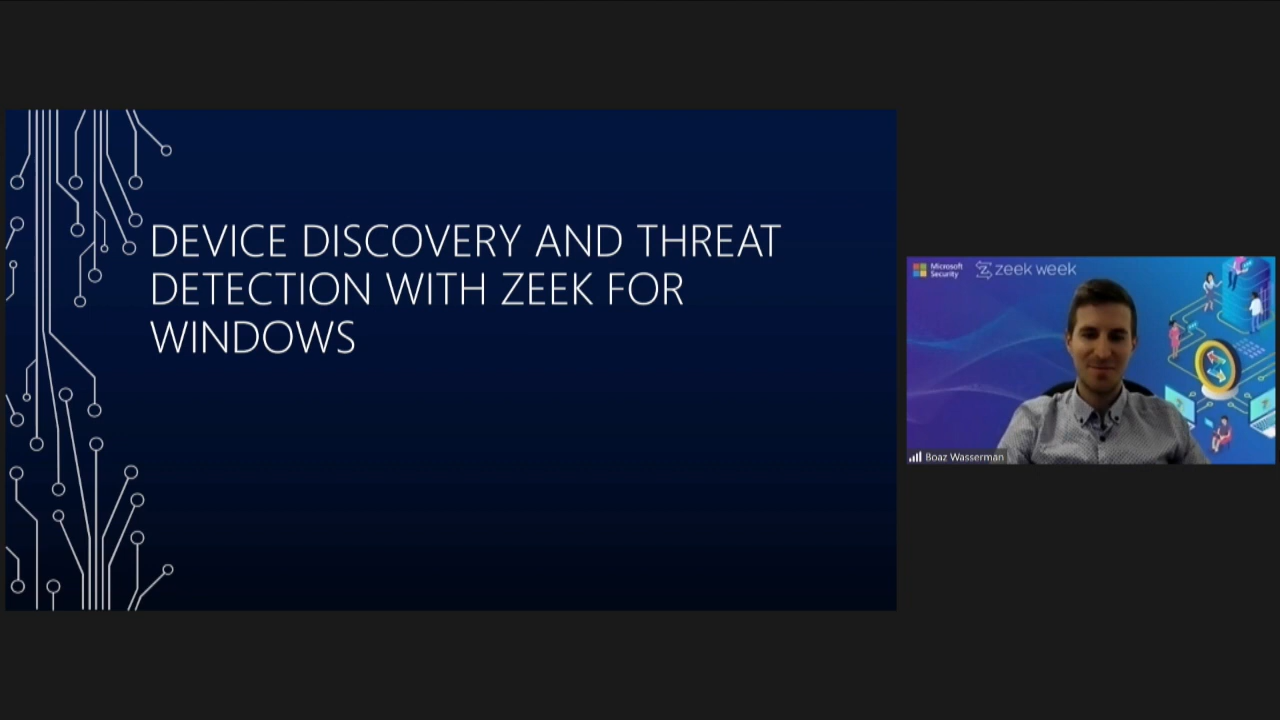 DEVICE DISCOVERY AND THREAT
DETECTION WITH ZEEK FOR
WINDOWS
Microsoft
Security
zeek week
Boaz Wasserman